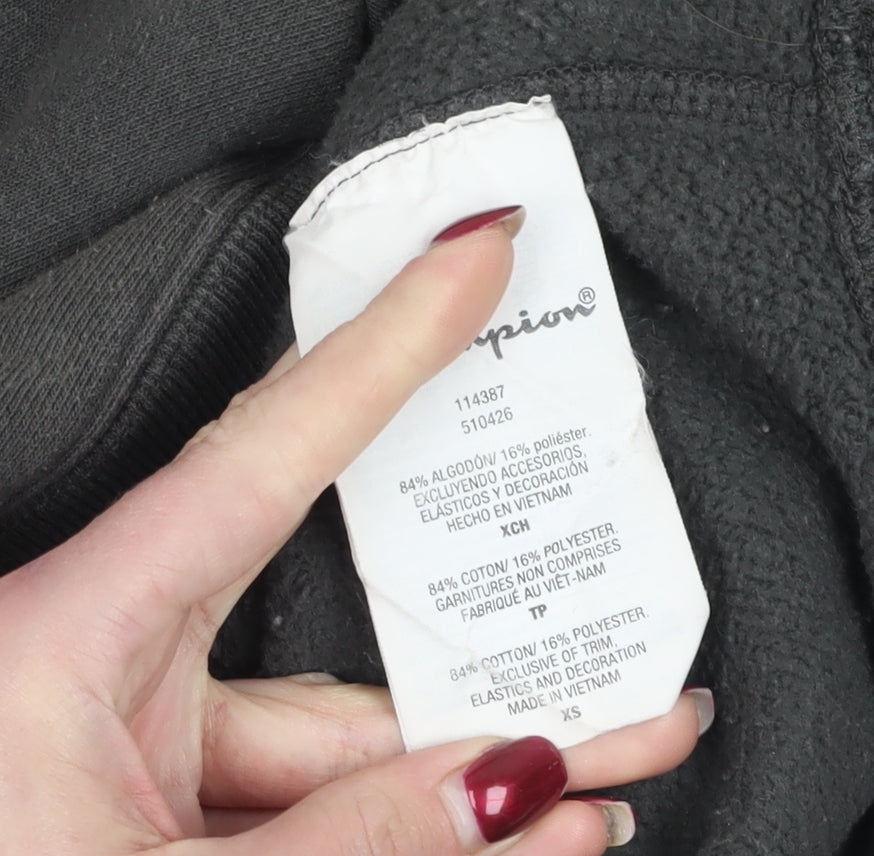 mpion®
114387
510426
84% ALGODÓN/ 16% poliéster.
EXCLUYENDO ACCESORIOS,
ELÁSTICOS Y DECORACIÓN
HECHO EN VIETNAM
XCH
84% COTON/ 16% POLYESTER.
GARNITURES NON COMPRISES
FABRIQUÉ AU VIÊT-NAM
TP
84% COTTON/ 16% POLYESTER.
EXCLUSIVE OF TRIM,
ELASTICS AND DECORATION
MADE IN VIETNAM
XS